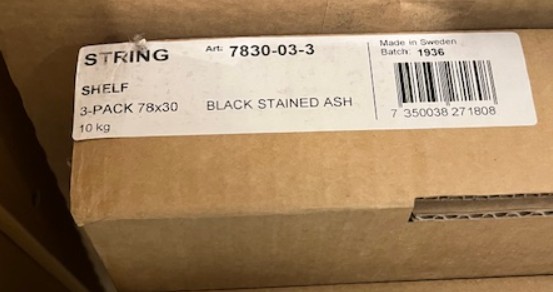 STRING
Art: 7830-03-3
Made in Sweden
Batch: 1936
SHELF
3-PACK 78x30 BLACK STAINED ASH
10 kg
7 350038 271808